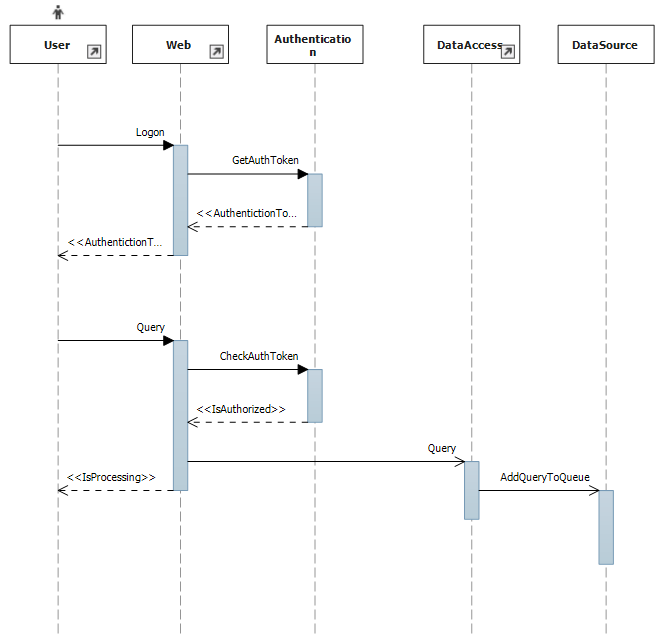 User
Web
Authenticatio
n
DataAccess
DataSource
Logon
GetAuthToken
<<AuthentictionTo...
<<AuthentictionT...
Query
CheckAuthToken
<<IsAuthorized>>
Query
<<IsProcessing>>
AddQueryToQueue